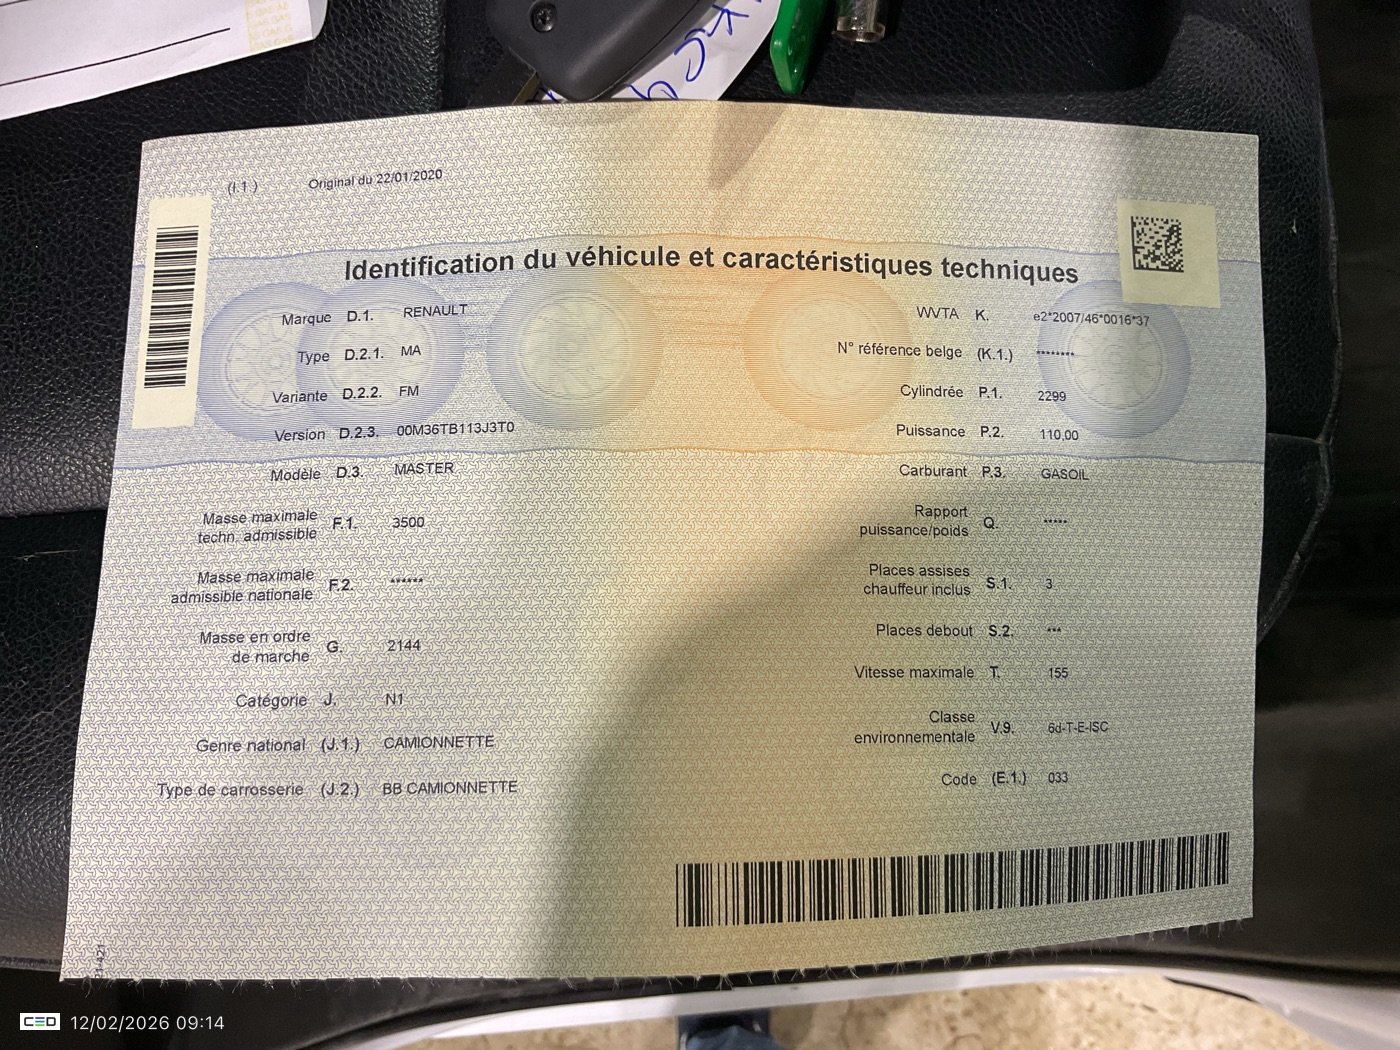 (I.1.) Original du 22/01/2020
Identification du véhicule et caractéristiques techniques
Marque D.1. RENAULT
Type D.2.1. MA
Variante D.2.2. FM
Version D.2.3. 00M36TB113J3T0
Modèle D.3. MASTER
Masse maximale
techn. admissible F.1. 3500
Masse maximale
admissible nationale F.2. ******
Masse en ordre
de marche G. 2144
Catégorie J. N1
Genre national (J.1.) CAMIONNETTE
Type de carrosserie (J.2.) BB CAMIONNETTE
WVTA K. e2*2007/46*0016*37
N° référence belge (K.1.) ********
Cylindrée P.1. 2299
Puissance P.2. 110,00
Carburant P.3. GASOIL
Rapport
puissance/poids Q. *****
Places assises
chauffeur inclus S.1. 3
Places debout S.2. ***
Vitesse maximale T. 155
Classe
environnementale V.9. 6d-T-E-ISC
Code (E.1.) 033
CED 12/02/2026 09:14